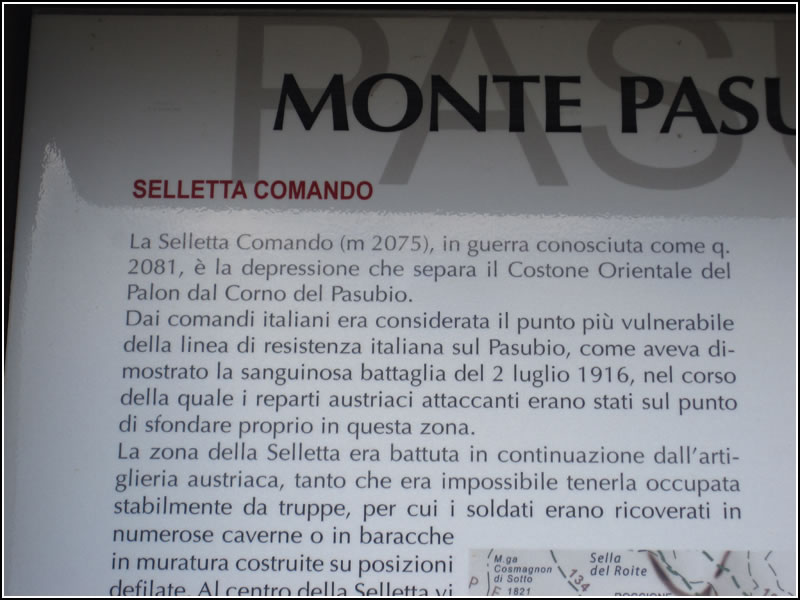 MONTE PASU
SELLETTA COMANDO
La Selletta Comando (m 2075), in guerra conosciuta come q.
2081, è la depressione che separa il Costone Orientale del
Palon dal Corno del Pasubio.
Dai comandi italiani era considerata il punto più vulnerabile
della linea di resistenza italiana sul Pasubio, come aveva di-
mostrato la sanguinosa battaglia del 2 luglio 1916, nel corso
della quale i reparti austriaci attaccanti erano stati sul punto
di sfondare proprio in questa zona.
La zona della Selletta era battuta in continuazione dall'arti-
glieria austriaca, tanto che era impossibile tenerla occupata
stabilmente da truppe, per cui i soldati erano ricoverati in
numerose caverne o in baracche
in muratura costruite su posizioni
defilate. Al centro della Selletta vi
M.ga
Cosmagnon
di Sotto
1821
134
Sella
del Roite